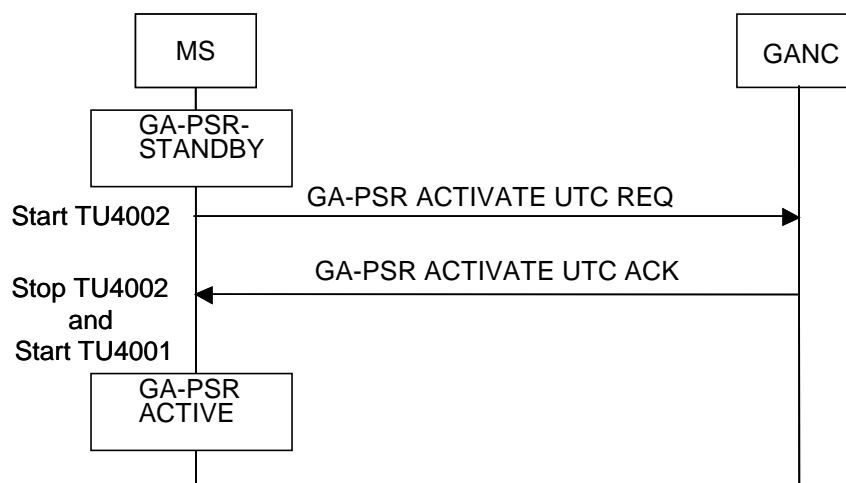 MS
GANC
GA-PSR-
STANDBY
Start TU4002
GA-PSR ACTIVATE UTC REQ
GA-PSR ACTIVATE UTC ACK
Stop TU4002
and
Start TU4001
GA-PSR
ACTIVE